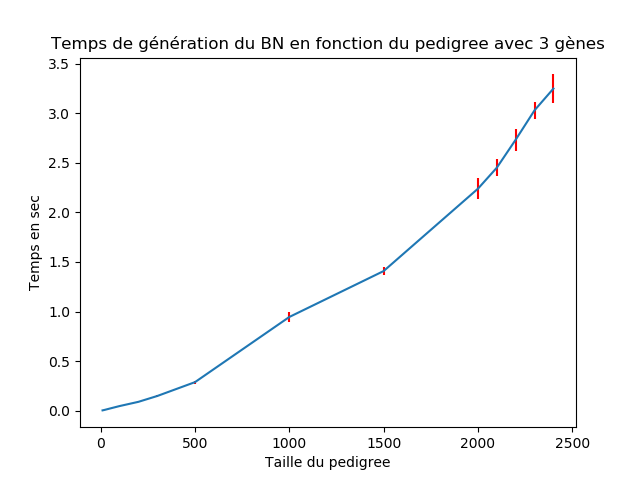 Temps de génération du BN en fonction du pedigree avec 3 gènes
3.5
3.0
2.5
2.0
1.5
1.0
0.5
0.0
Temps en sec
0 500 1000 1500 2000 2500
Taille du pedigree